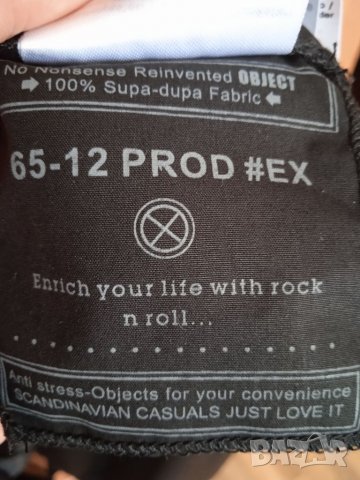 No Nonsense Reinvented OBJECT
➡ 100% Supa-dupa Fabric ⬅
65-12 PROD #EX
Enrich your life with rock
n roll...
Anti stress-Objects for your convenience
SCANDINAVIAN CASUALS JUST LOVE IT
BAZAR